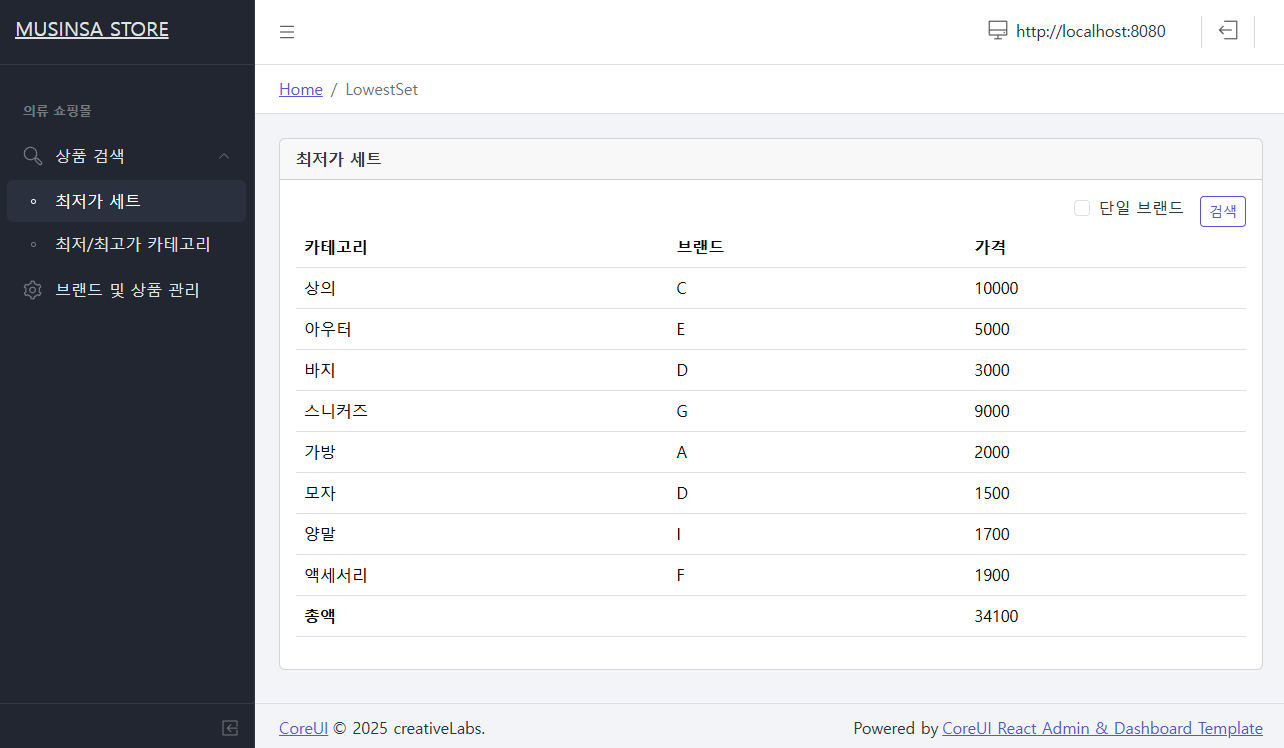 MUSINSA STORE
의류 쇼핑몰
상품 검색
최저가 세트
최저/최고가 카테고리
브랜드 및 상품 관리
http://localhost:8080
Home / LowestSet
최저가 세트
단일 브랜드 검색
카테고리 브랜드 가격
상의 C 10000
아우터 E 5000
바지 D 3000
스니커즈 G 9000
가방 A 2000
모자 D 1500
양말 I 1700
액세서리 F 1900
총액 34100
CoreUI © 2025 creativeLabs. Powered by CoreUI React Admin & Dashboard Template